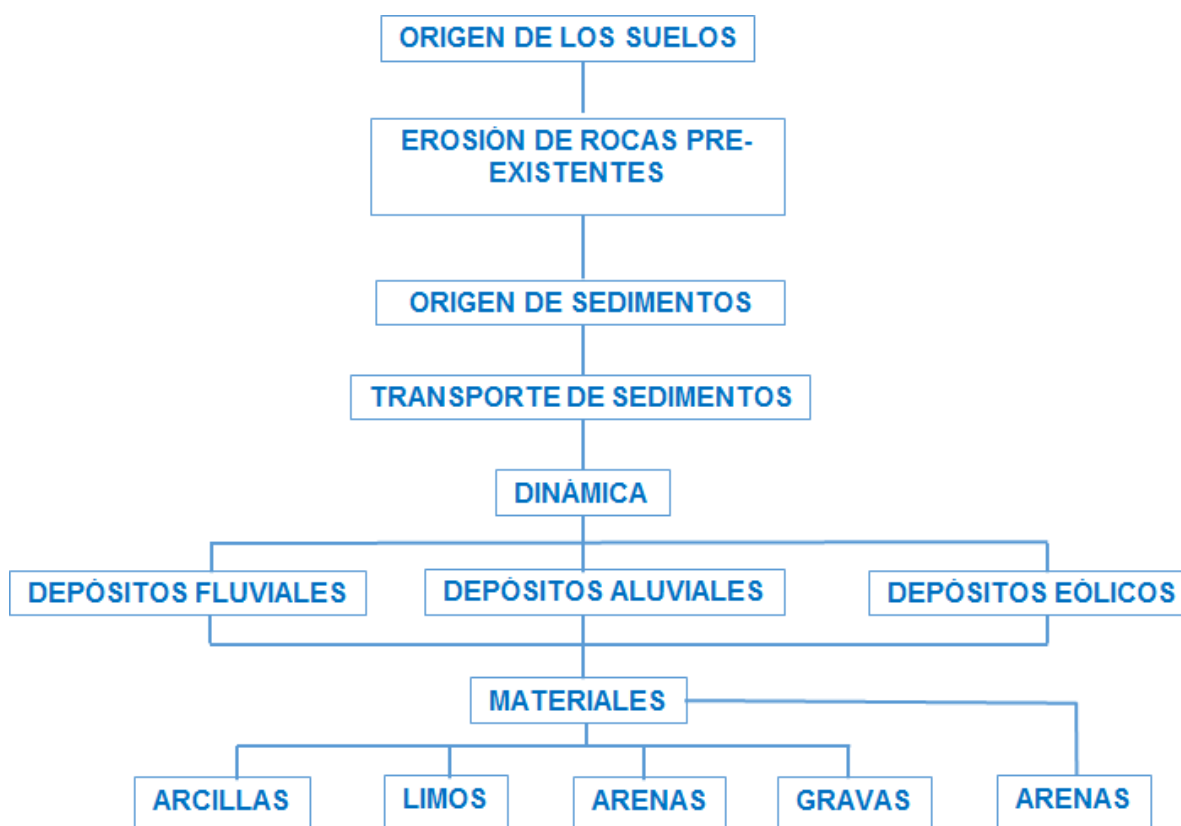 ORIGEN DE LOS SUELOS
EROSIÓN DE ROCAS PRE-
EXISTENTES
ORIGEN DE SEDIMENTOS
TRANSPORTE DE SEDIMENTOS
DINÁMICA
DEPÓSITOS FLUVIALES
DEPÓSITOS ALUVIALES
DEPÓSITOS EÓLICOS
MATERIALES
ARCILLAS
LIMOS
ARENAS
GRAVAS
ARENAS